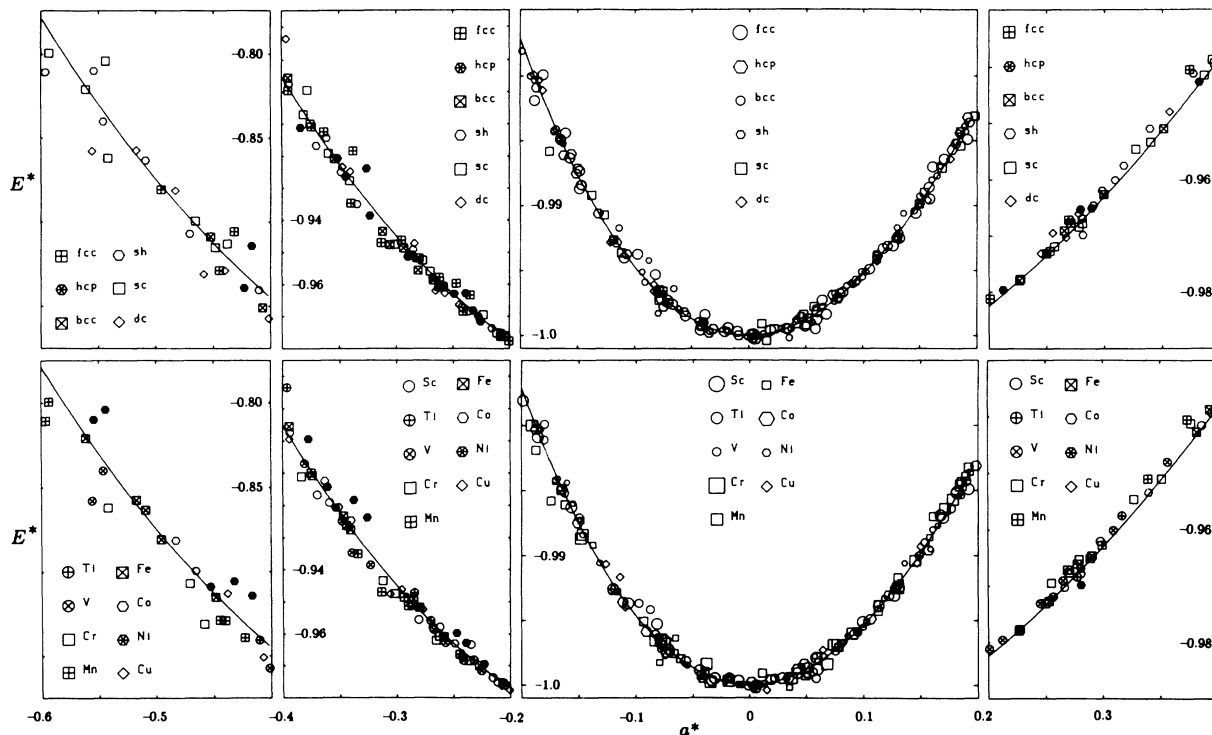 fcc
hcp
bcc
sh
sc
dc
E*
-0.80
-0.85
fcc
hcp
bcc
sh
sc
dc
-0.94
-0.96
fcc
hcp
bcc
sh
sc
dc
-0.99
-1.0
fcc
hcp
bcc
sh
sc
dc
-0.96
-0.98
E*
-0.80
-0.85
Ti
V
Cr
Mn
Fe
Co
Ni
Cu
-0.6
-0.5
-0.4
Sc
Ti
V
Cr
Mn
Fe
Co
Ni
Cu
-0.94
-0.96
-0.3
-0.2
Sc
Ti
V
Cr
Mn
Fe
Co
Ni
Cu
-0.99
-1.0
-0.1
0
0.1
0.2
a*
Sc
Ti
V
Cr
Mn
Fe
Co
Ni
Cu
-0.96
-0.98
0.3